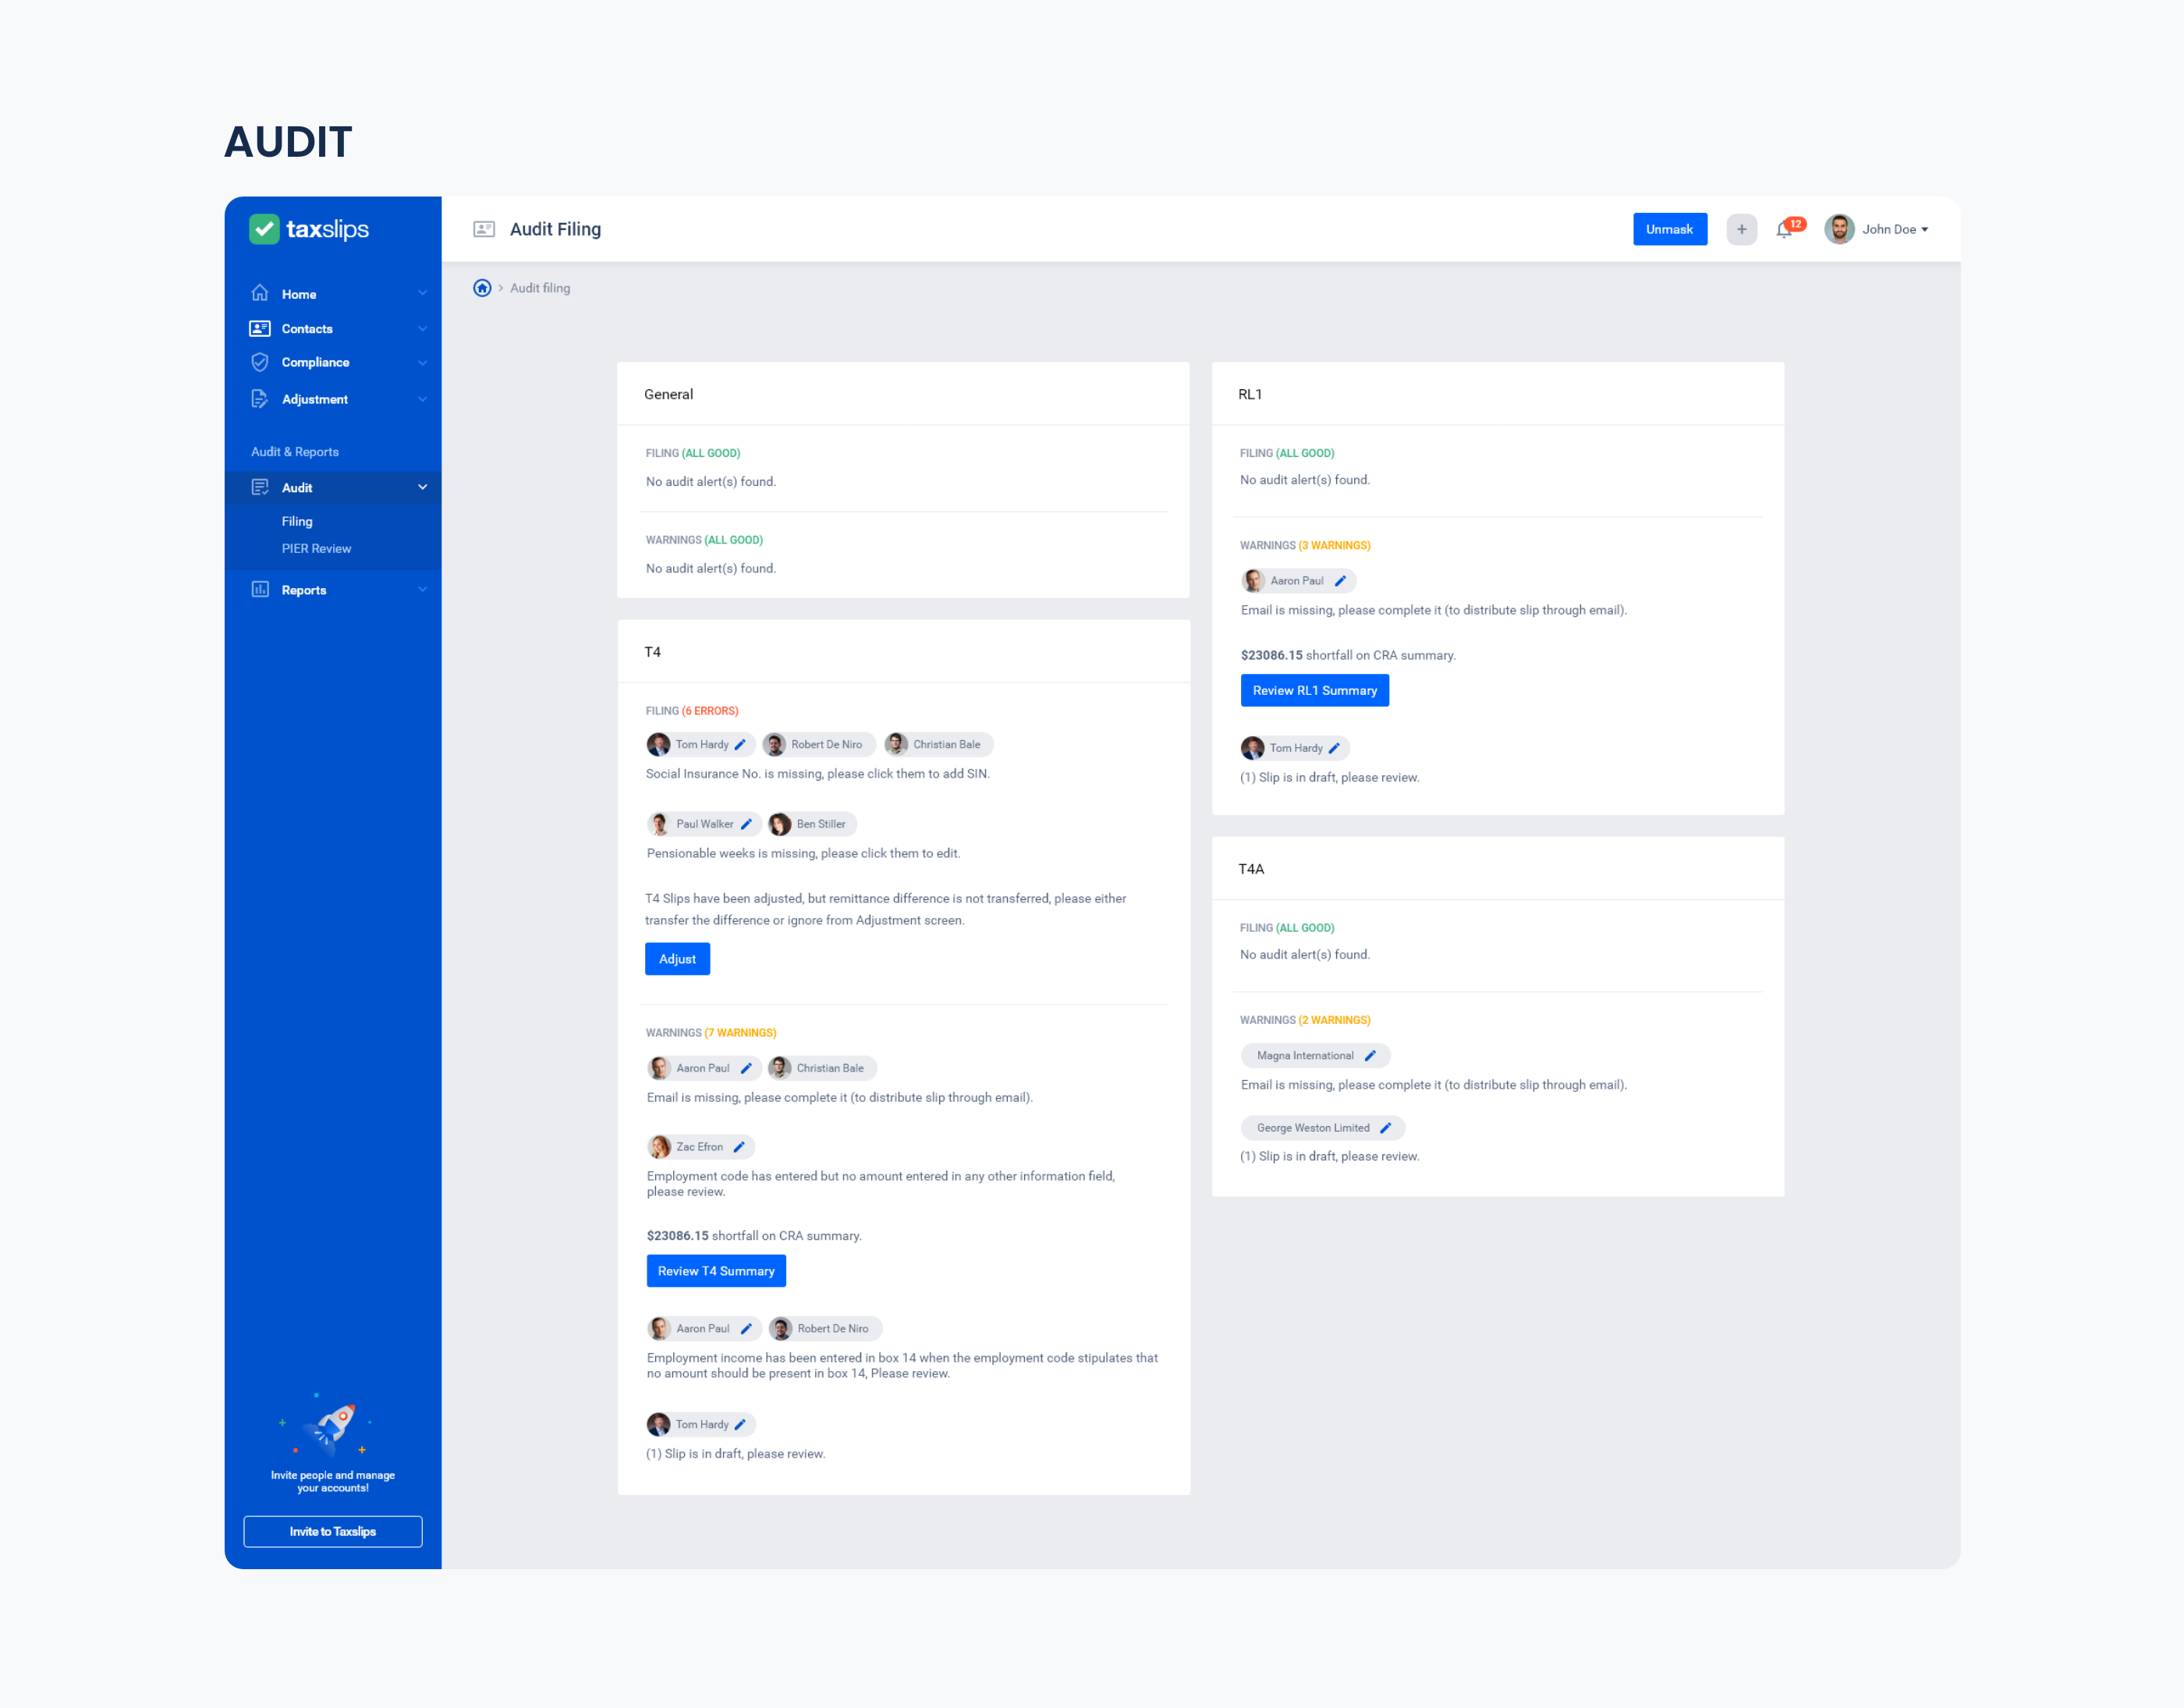 AUDIT
taxslips
Home
Contacts
Compliance
Adjustment
Audit & Reports
Audit
Filing
PIER Review
Reports
Invite people and manage
your accounts!
Invite to Taxslips
Audit Filing
Unmask
+
12
John Doe
> Audit filing
General
FILING (ALL GOOD)
No audit alert(s) found.
WARNINGS (ALL GOOD)
No audit alert(s) found.
T4
FILING (6 ERRORS)
Tom Hardy Robert De Niro Christian Bale
Social Insurance No. is missing, please click them to add SIN.
Paul Walker Ben Stiller
Pensionable weeks is missing, please click them to edit.
T4 Slips have been adjusted, but remittance difference is not transferred, please either
transfer the difference or ignore from Adjustment screen.
Adjust
WARNINGS (7 WARNINGS)
Aaron Paul Christian Bale
Email is missing, please complete it (to distribute slip through email).
Zac Efron
Employment code has entered but no amount entered in any other information field,
please review.
$23086.15 shortfall on CRA summary.
Review T4 Summary
Aaron Paul Robert De Niro
Employment income has been entered in box 14 when the employment code stipulates that
no amount should be present in box 14, Please review.
Tom Hardy
(1) Slip is in draft, please review.
RL1
FILING (ALL GOOD)
No audit alert(s) found.
WARNINGS (3 WARNINGS)
Aaron Paul
Email is missing, please complete it (to distribute slip through email).
$23086.15 shortfall on CRA summary.
Review RL1 Summary
Tom Hardy
(1) Slip is in draft, please review.
T4A
FILING (ALL GOOD)
No audit alert(s) found.
WARNINGS (2 WARNINGS)
Magna International
Email is missing, please complete it (to distribute slip through email).
George Weston Limited
(1) Slip is in draft, please review.